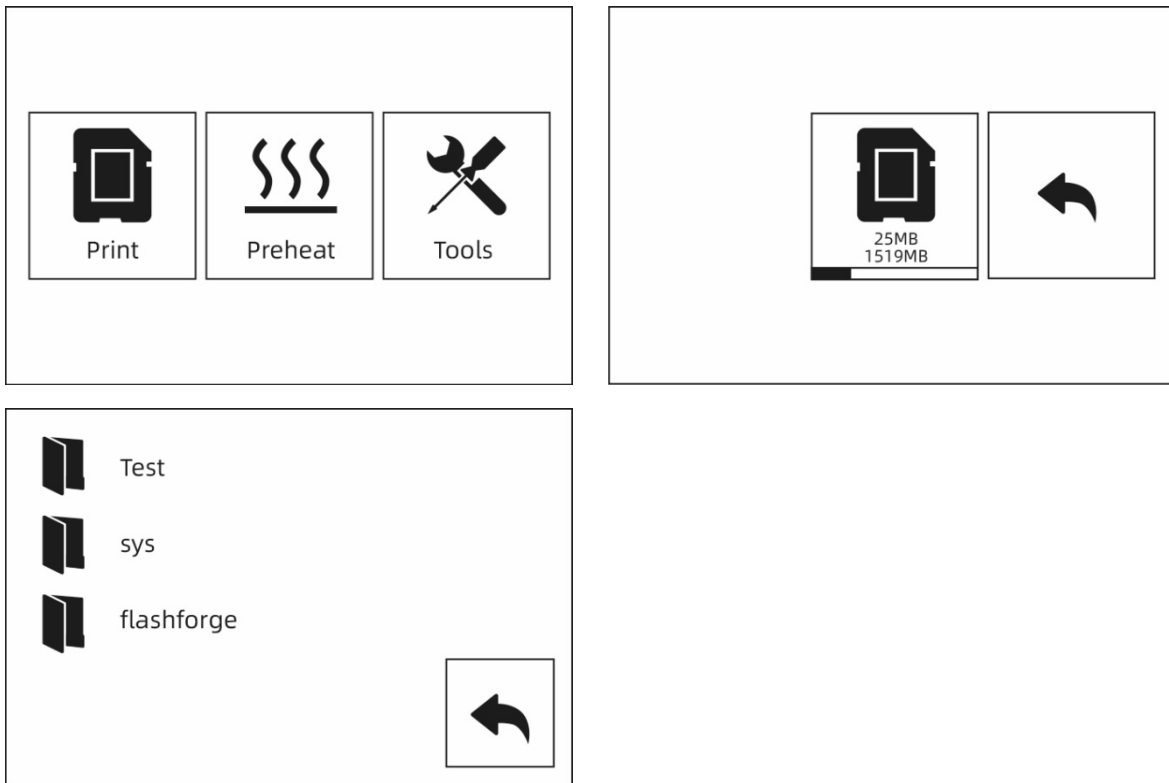 Print
Preheat
Tools
25MB
1519MB
Test
sys
flashforge